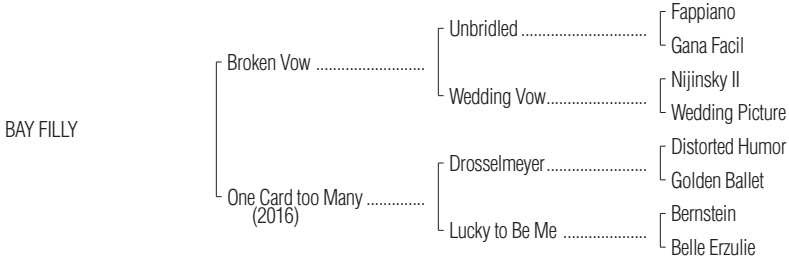 Fappiano
Unbridled
Gana Facil
Broken Vow
Nijinsky II
Wedding Vow
Wedding Picture
BAY FILLY
Distorted Humor
Drosselmeyer
Golden Ballet
One Card too Many
(2016)
Bernstein
Lucky to Be Me
Belle Erzulie